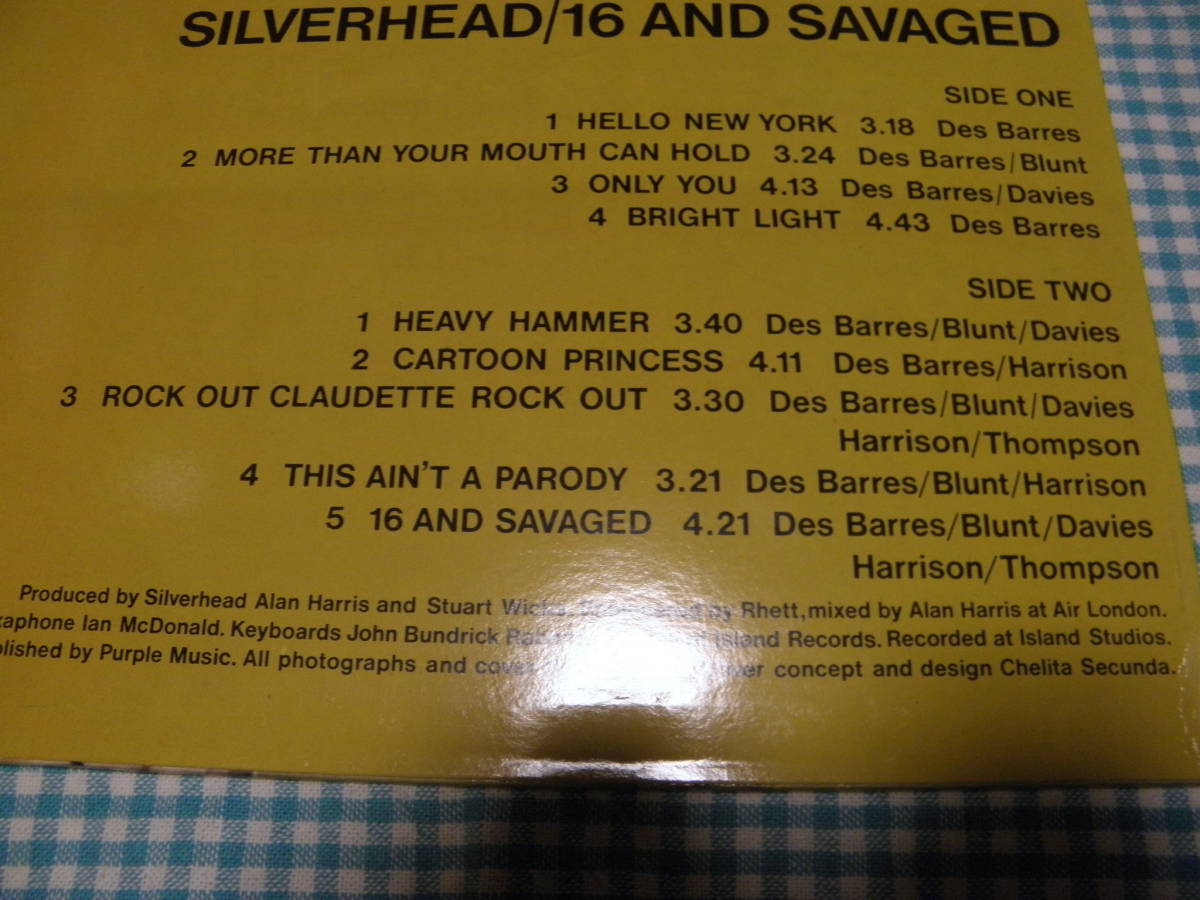 SILVERHEAD/16 AND SAVAGED
SIDE ONE
1 HELLO NEW YORK 3.18 Des Barres
2 MORE THAN YOUR MOUTH CAN HOLD 3.24 Des Barres/Blunt
3 ONLY YOU 4.13 Des Barres/Davies
4 BRIGHT LIGHT 4.43 Des Barres
SIDE TWO
1 HEAVY HAMMER 3.40 Des Barres/Blunt/Davies
2 CARTOON PRINCESS 4.11 Des Barres/Harrison
3 ROCK OUT CLAUDETTE ROCK OUT 3.30 Des Barres/Blunt/Davies
Harrison/Thompson
4 THIS AIN'T A PARODY 3.21 Des Barres/Blunt/Harrison
5 16 AND SAVAGED 4.21 Des Barres/Blunt/Davies
Harrison/Thompson
Produced by Silverhead Alan Harris and Stuart by Rhett, mixed by Alan Harris at Air London.
Ian McDonald. Keyboards John Bundrick Island Records. Recorded at Island Studios.
by Purple Music. All photographs and concept and design Chelita Secunda.